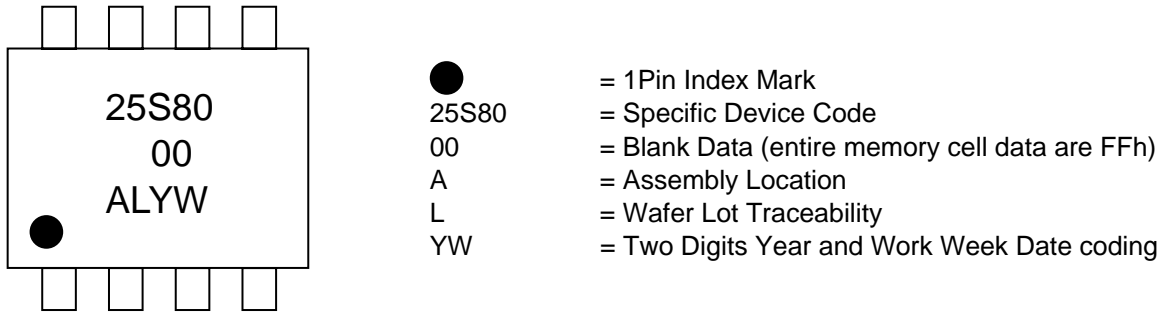 25S80
00
ALYW
= 1Pin Index Mark
25S80 = Specific Device Code
00 = Blank Data (entire memory cell data are FFh)
A = Assembly Location
L = Wafer Lot Traceability
YW = Two Digits Year and Work Week Date coding